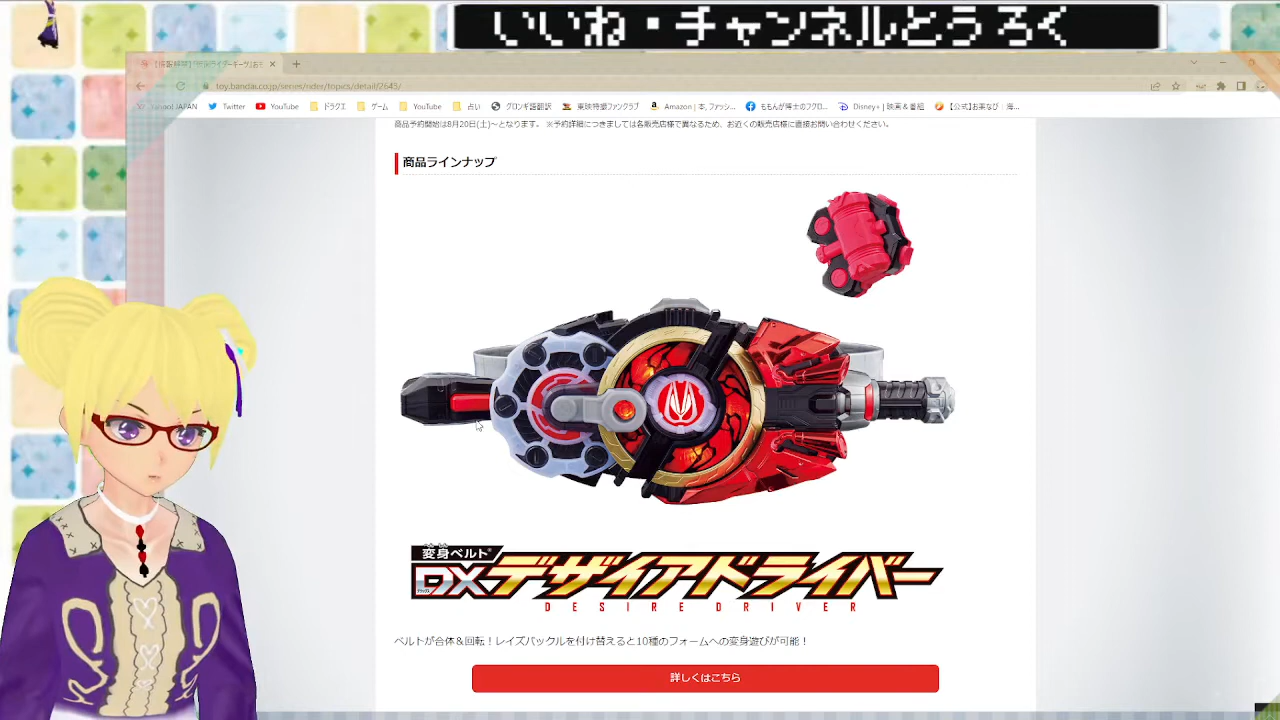 いいね・チャンネルとうろく
toy.bandai.co.jp/series/rider/topics/detail/2645/
Yahoo! JAPAN Twitter YouTube ドラクエ ゲーム YouTube 占い グロンギ語翻訳 東映特撮ファンクラブ Amazon | 本, ファッシ... ももんが博士のフクロ... Disney+ | 映画 & 番組 【公式】お楽なび：海...
商品予約開始は8月20日(土)～となります。 ※予約詳細につきましては各販売店様で異なるため、お近くの販売店様に直接お問い合わせください。
商品ラインナップ
変身ベルト
DXデザイアドライバー
DESIRE DRIVER
ベルトが合体＆回転！レイズバックルを付け替えると10種のフォームへの変身遊びが可能！
詳しくはこちら